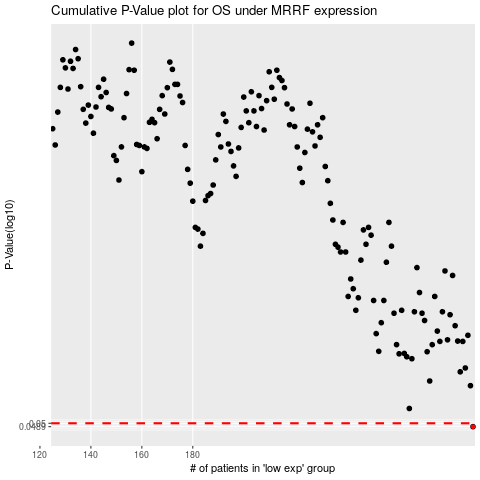 Cumulative P-Value plot for OS under MRRF expression
P-Value(log10)
0.05
0.0489
120 140 160 180
# of patients in 'low exp' group